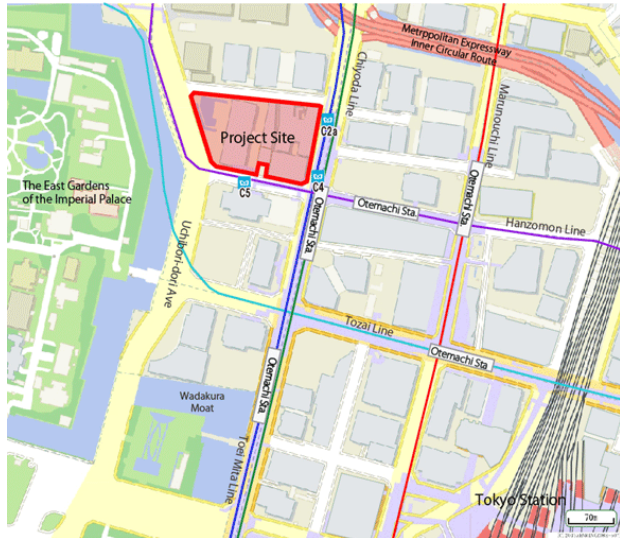 Metrppolitan Expressway
Inner Circular Route
Chiyoda Line
Marunouchi Line
C2a
Project Site
C5
C4
The East Gardens
of the Imperial Palace
Otemachi Sta.
Otemachi Sta.
Otemachi Sta.
Hanzomon Line
Uchibori-dori Ave
Tozai Line
Otemachi Sta
Otemachi Sta.
Wadakura
Moat
Toei Mita Line
Tokyo Station
70m